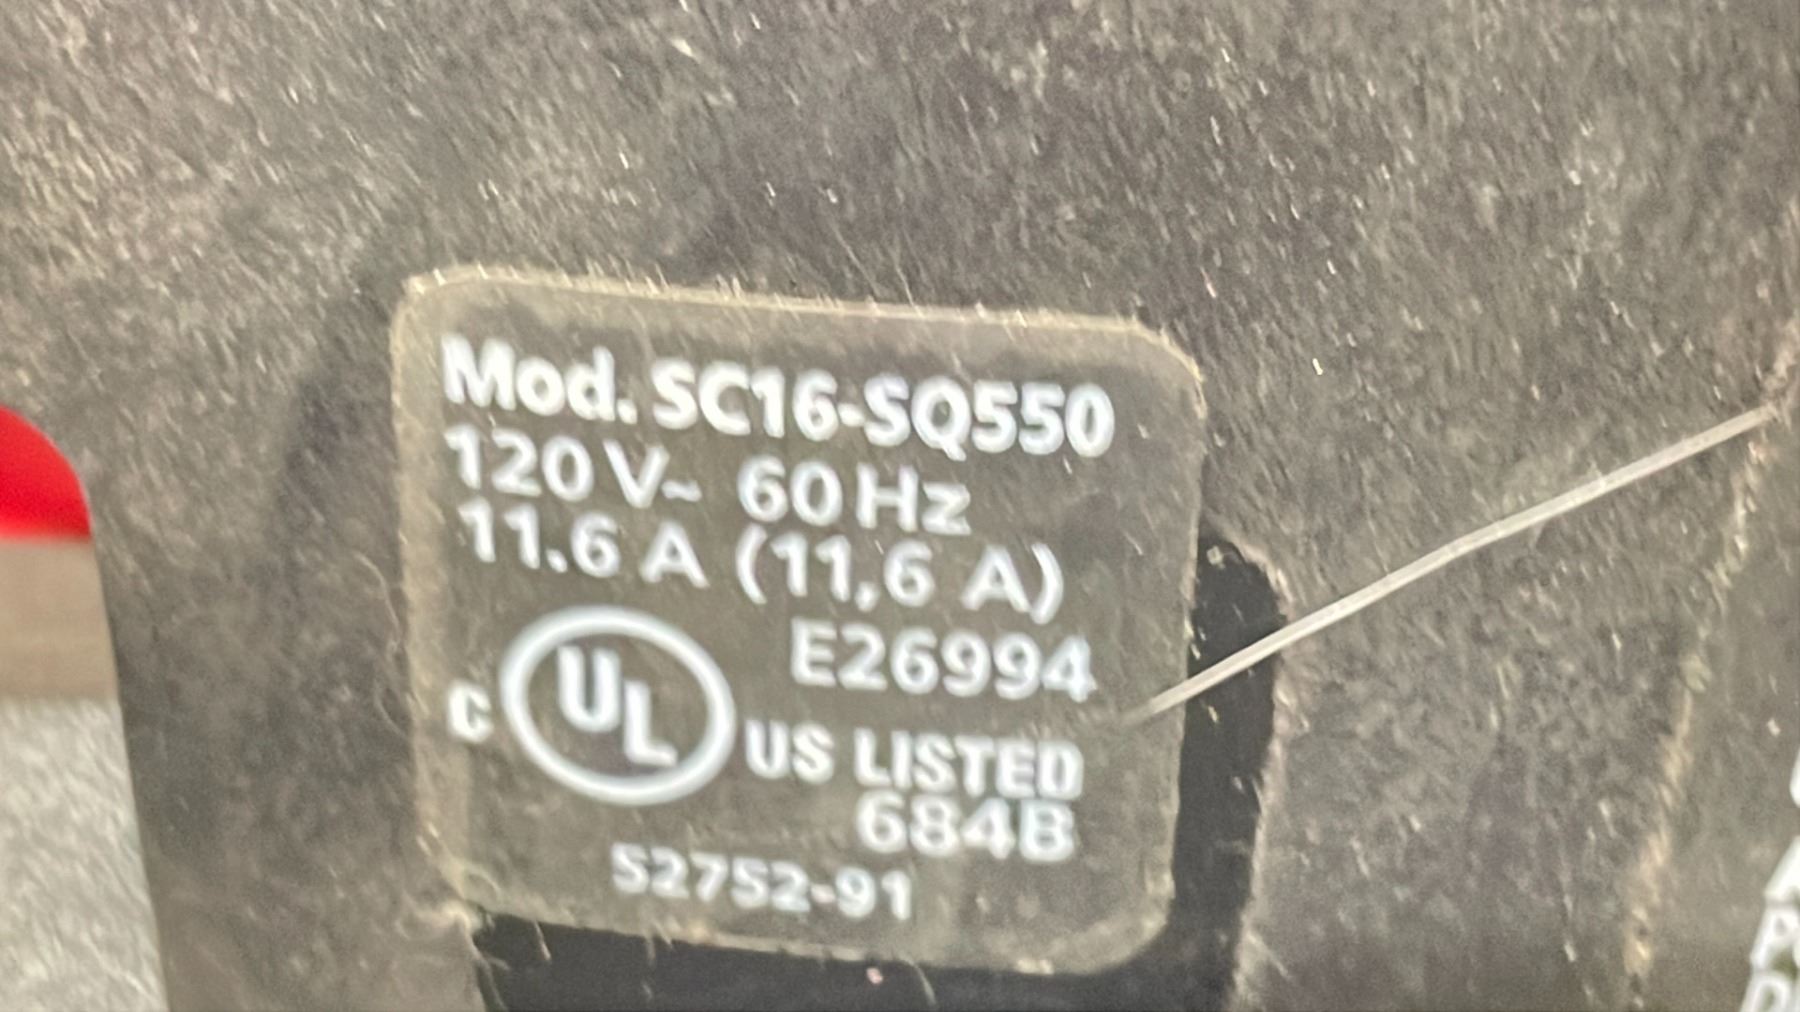 Mod. SC16-SQ550
120 V~ 60 Hz
11.6 A (11,6 A)
E26994
C UL US LISTED
684B
52752-91